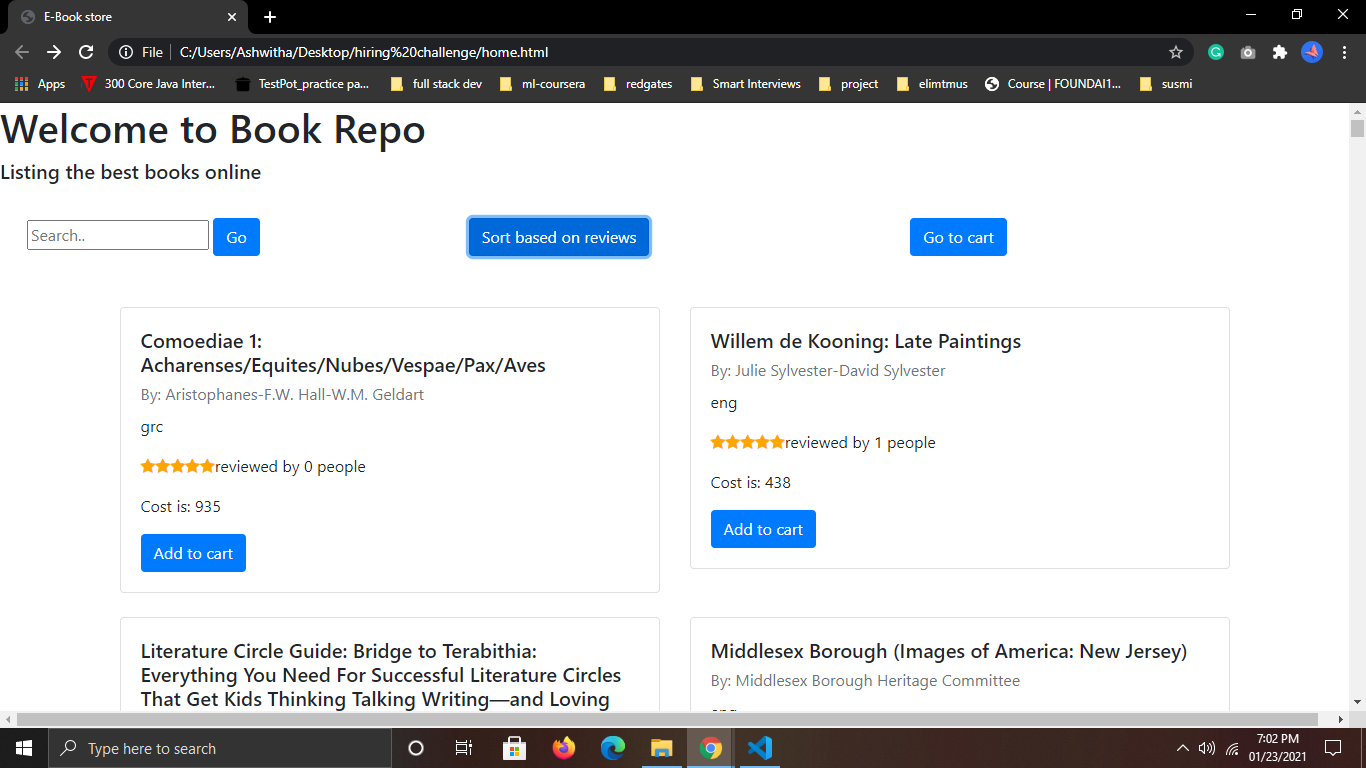 E-Book store
File C:/Users/Ashwitha/Desktop/hiring%20challenge/home.html
Apps 300 Core Java Inter... TestPot_practice pa... full stack dev ml-coursera redgates Smart Interviews project elimtmus Course | FOUNDAI1... susmi
Welcome to Book Repo
Listing the best books online
Search.. Go Sort based on reviews Go to cart
Comoediae 1:
Acharenses/Equites/Nubes/Vespae/Pax/Aves
By: Aristophanes-F.W. Hall-W.M. Geldart
grc
reviewed by 0 people
Cost is: 935
Add to cart
Willem de Kooning: Late Paintings
By: Julie Sylvester-David Sylvester
eng
reviewed by 1 people
Cost is: 438
Add to cart
Literature Circle Guide: Bridge to Terabithia:
Everything You Need For Successful Literature Circles
That Get Kids Thinking Talking Writing—and Loving
Middlesex Borough (Images of America: New Jersey)
By: Middlesex Borough Heritage Committee
Type here to search
7:02 PM
01/23/2021